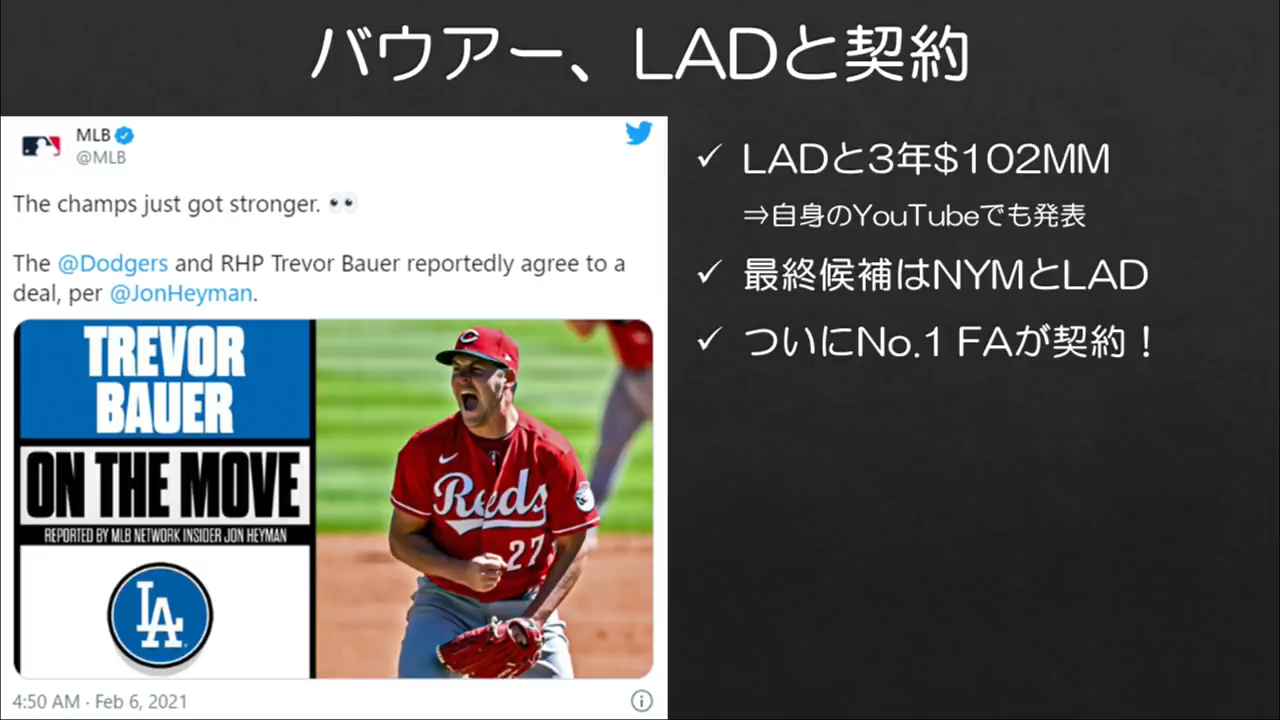 バウアー、LADと契約
MLB
@MLB
The champs just got stronger. 👀
The @Dodgers and RHP Trevor Bauer reportedly agree to a
deal, per @JonHeyman.
TREVOR
BAUER
ON THE MOVE
REPORTED BY MLB NETWORK INSIDER JON HEYMAN
LA
C
Reds
27
4:50 AM · Feb 6, 2021
✓ LADと3年$102MM
⇒自身のYouTubeでも発表
✓ 最終候補はNYMとLAD
✓ ついにNo.1 FAが契約！